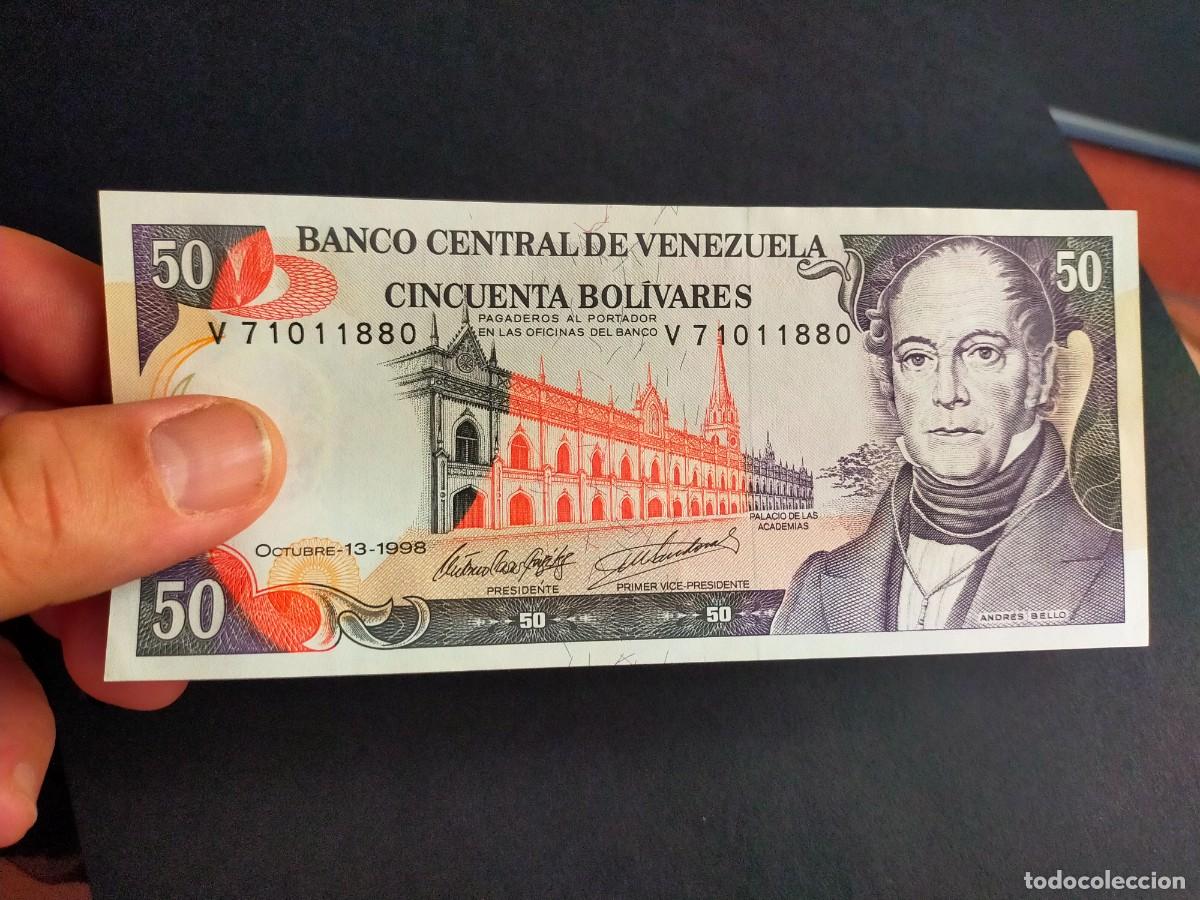 50
BANCO CENTRAL DE VENEZUELA
50
CINCUENTA BOLÍVARES
PAGADEROS AL PORTADOR
EN LAS OFICINAS DEL BANCO
V 71011880
V 71011880
PALACIO DE LAS
ACADEMIAS
OCTUBRE-13-1998
PRESIDENTE
PRIMER VICE-PRESIDENTE
50
50
50
ANDRES BELLO
todocoleccion